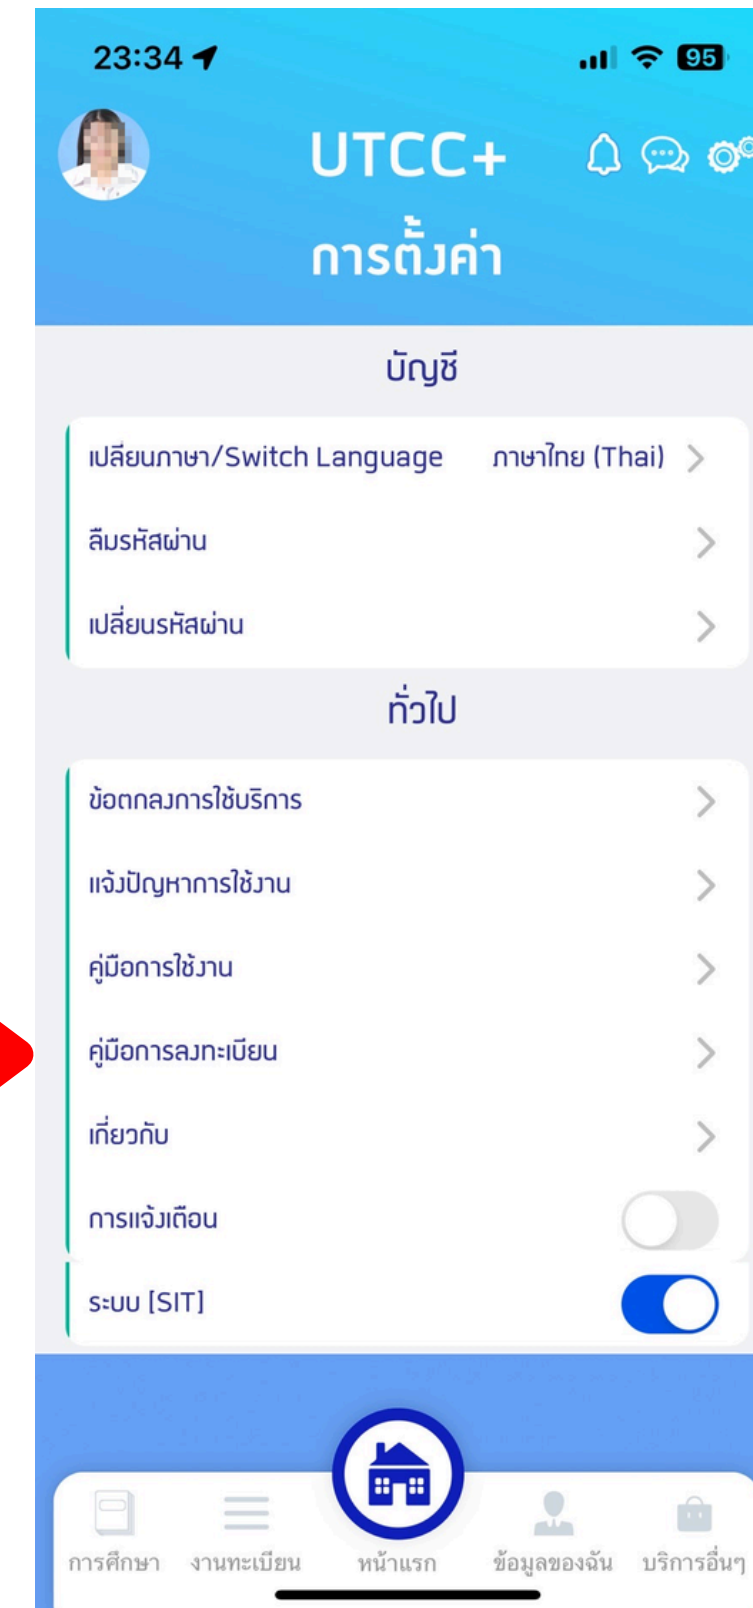 23:34
95
UTCC+
การตั้งค่า
บัญชี
เปลี่ยนภาษา/Switch Language ภาษาไทย (Thai)
ลืมรหัสผ่าน
เปลี่ยนรหัสผ่าน
ทั่วไป
ข้อตกลงการใช้บริการ
แจ้งปัญหาการใช้งาน
คู่มือการใช้งาน
คู่มือการลงทะเบียน
เกี่ยวกับ
การแจ้งเตือน
ระบบ [SIT]
การศึกษา งานทะเบียน หน้าแรก ข้อมูลของฉัน บริการอื่นๆ